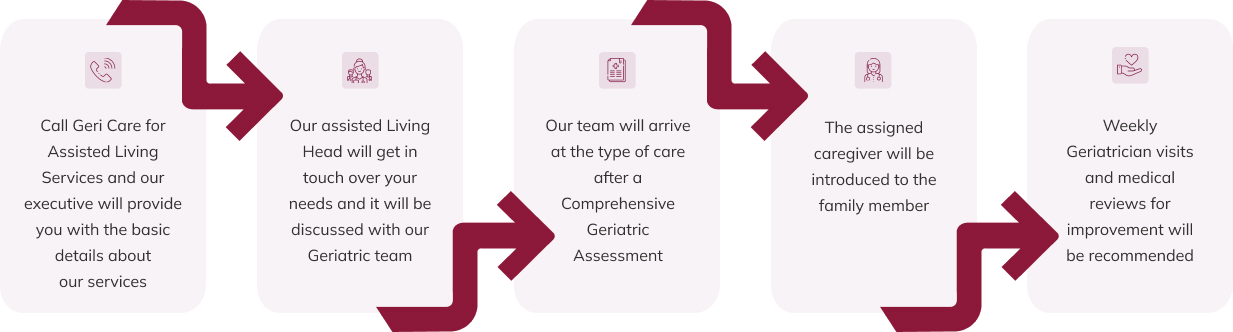 Call Geri Care for
Assisted Living
Services and our
executive will provide
you with the basic
details about
our services
Our assisted Living
Head will get in
touch over your
needs and it will be
discussed with our
Geriatric team
Our team will arrive
at the type of care
after a
Comprehensive
Geriatric
Assessment
The assigned
caregiver will be
introduced to the
family member
Weekly
Geriatrician visits
and medical
reviews for
improvement will
be recommended